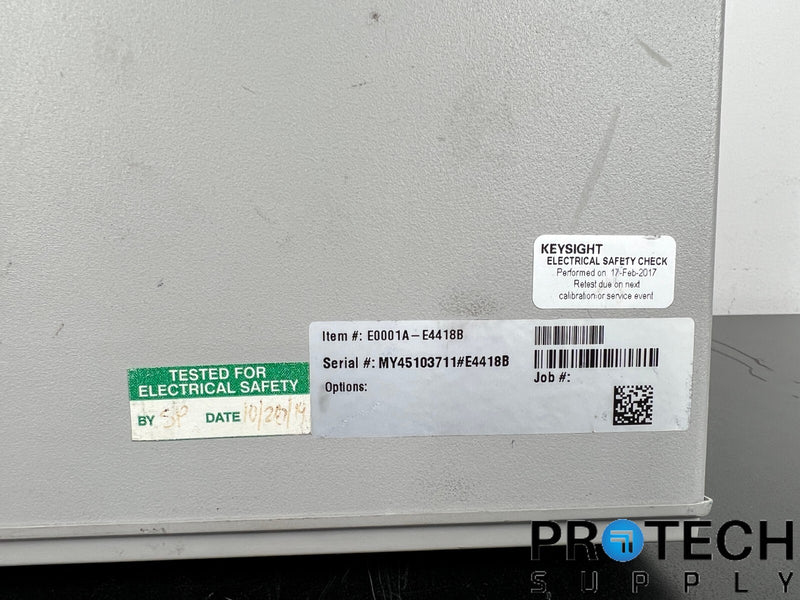 KEYSIGHT
ELECTRICAL SAFETY CHECK
Performed on 17-Feb-2017
Retest due on next
calibration or service event
Item #: E0001A-E4418B
Serial #: MY45103711#E4418B
Options:
Job #:
TESTED FOR
ELECTRICAL SAFETY
BY SP DATE
PROTECH
SUPPLY